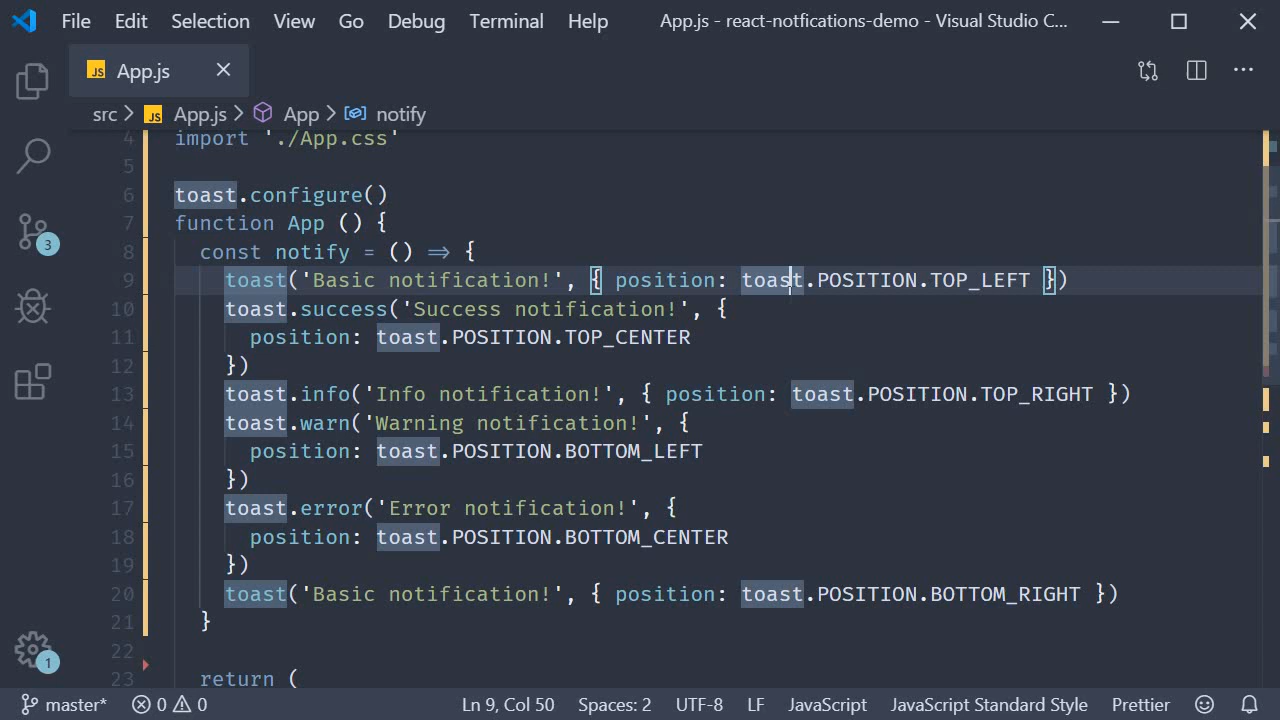 File Edit Selection View Go Debug Terminal Help App.js - react-notfications-demo - Visual Studio C...
JS App.js
src > JS App.js > App > notify
4 import './App.css'
5
6 toast.configure()
7 function App () {
8 const notify = () => {
9 toast('Basic notification!', { position: toast.POSITION.TOP_LEFT })
10 toast.success('Success notification!', {
11 position: toast.POSITION.TOP_CENTER
12 })
13 toast.info('Info notification!', { position: toast.POSITION.TOP_RIGHT })
14 toast.warn('Warning notification!', {
15 position: toast.POSITION.BOTTOM_LEFT
16 })
17 toast.error('Error notification!', {
18 position: toast.POSITION.BOTTOM_CENTER
19 })
20 toast('Basic notification!', { position: toast.POSITION.BOTTOM_RIGHT })
21 }
22
23 return (
3
1
master* 0 0 Ln 9, Col 50 Spaces: 2 UTF-8 LF JavaScript JavaScript Standard Style Prettier